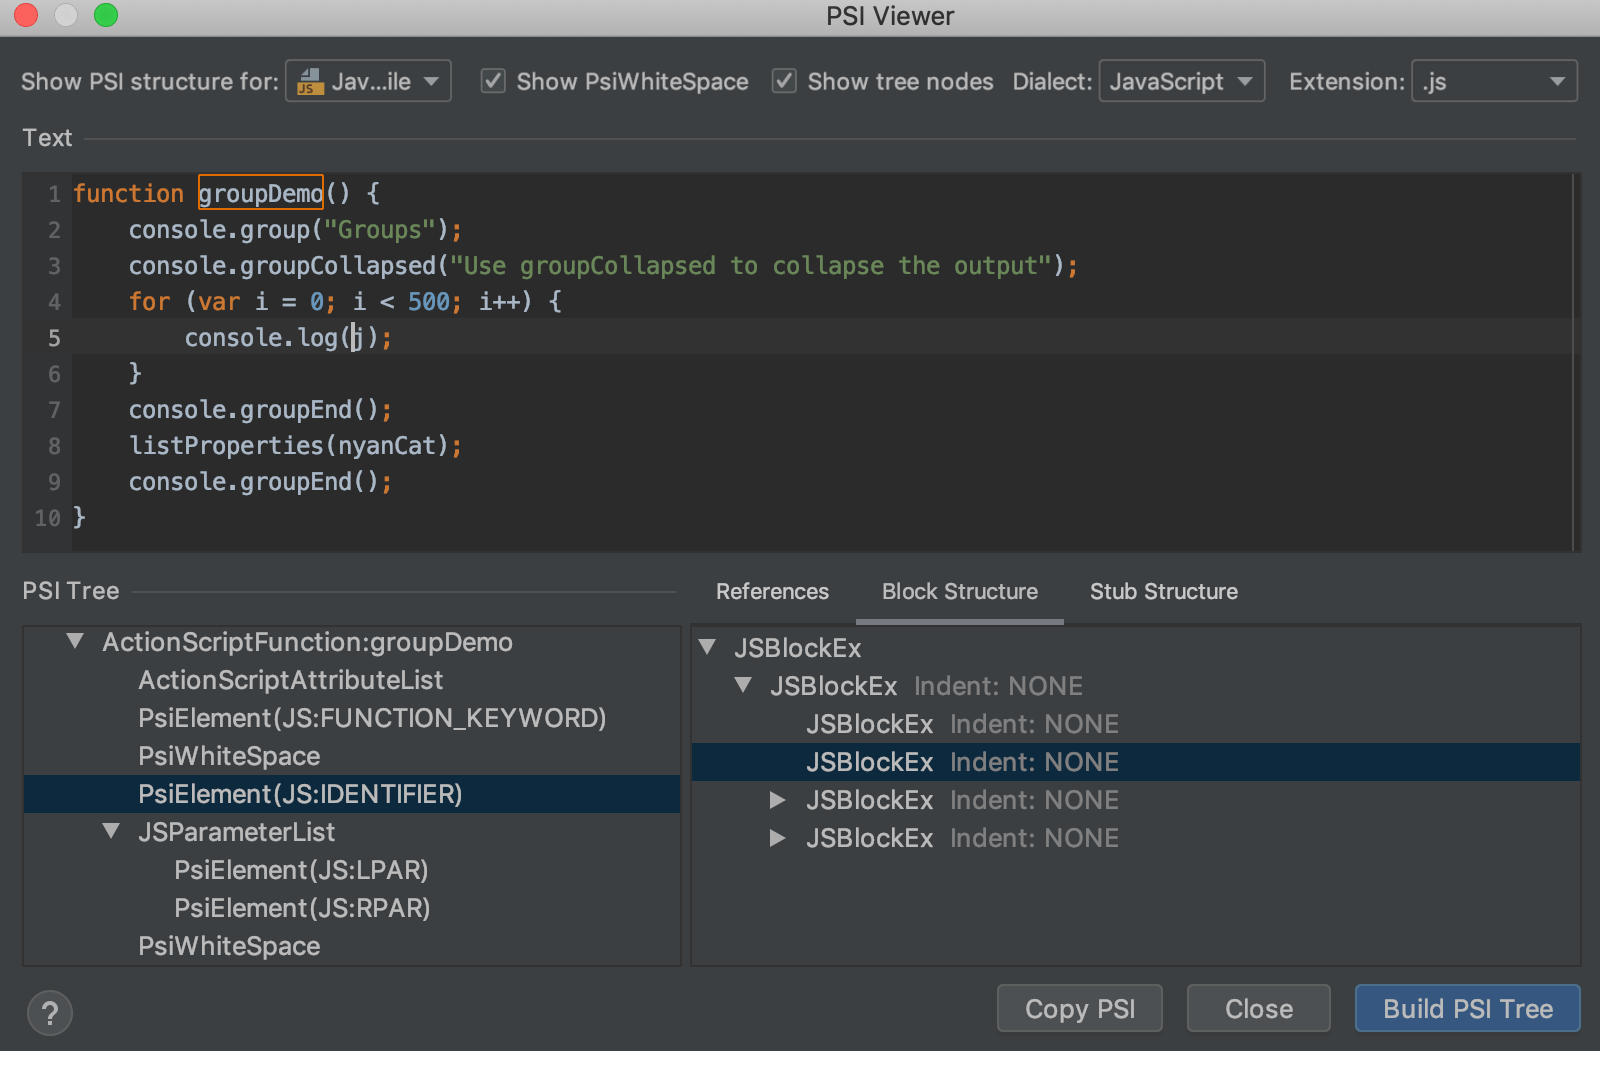 PSI Viewer
Show PSI structure for: JS Jav...ile Show PsiWhiteSpace Show tree nodes Dialect: JavaScript Extension: .js
Text
1 function groupDemo() {
2     console.group("Groups");
3     console.groupCollapsed("Use groupCollapsed to collapse the output");
4     for (var i = 0; i < 500; i++) {
5         console.log(j);
6     }
7     console.groupEnd();
8     listProperties(nyanCat);
9     console.groupEnd();
10 }
PSI Tree
ActionScriptFunction:groupDemo
ActionScriptAttributeList
PsiElement(JS:FUNCTION_KEYWORD)
PsiWhiteSpace
PsiElement(JS:IDENTIFIER)
JSParameterList
PsiElement(JS:LPAR)
PsiElement(JS:RPAR)
PsiWhiteSpace
References Block Structure Stub Structure
JSBlockEx
JSBlockEx Indent: NONE
JSBlockEx Indent: NONE
JSBlockEx Indent: NONE
JSBlockEx Indent: NONE
JSBlockEx Indent: NONE
? Copy PSI Close Build PSI Tree